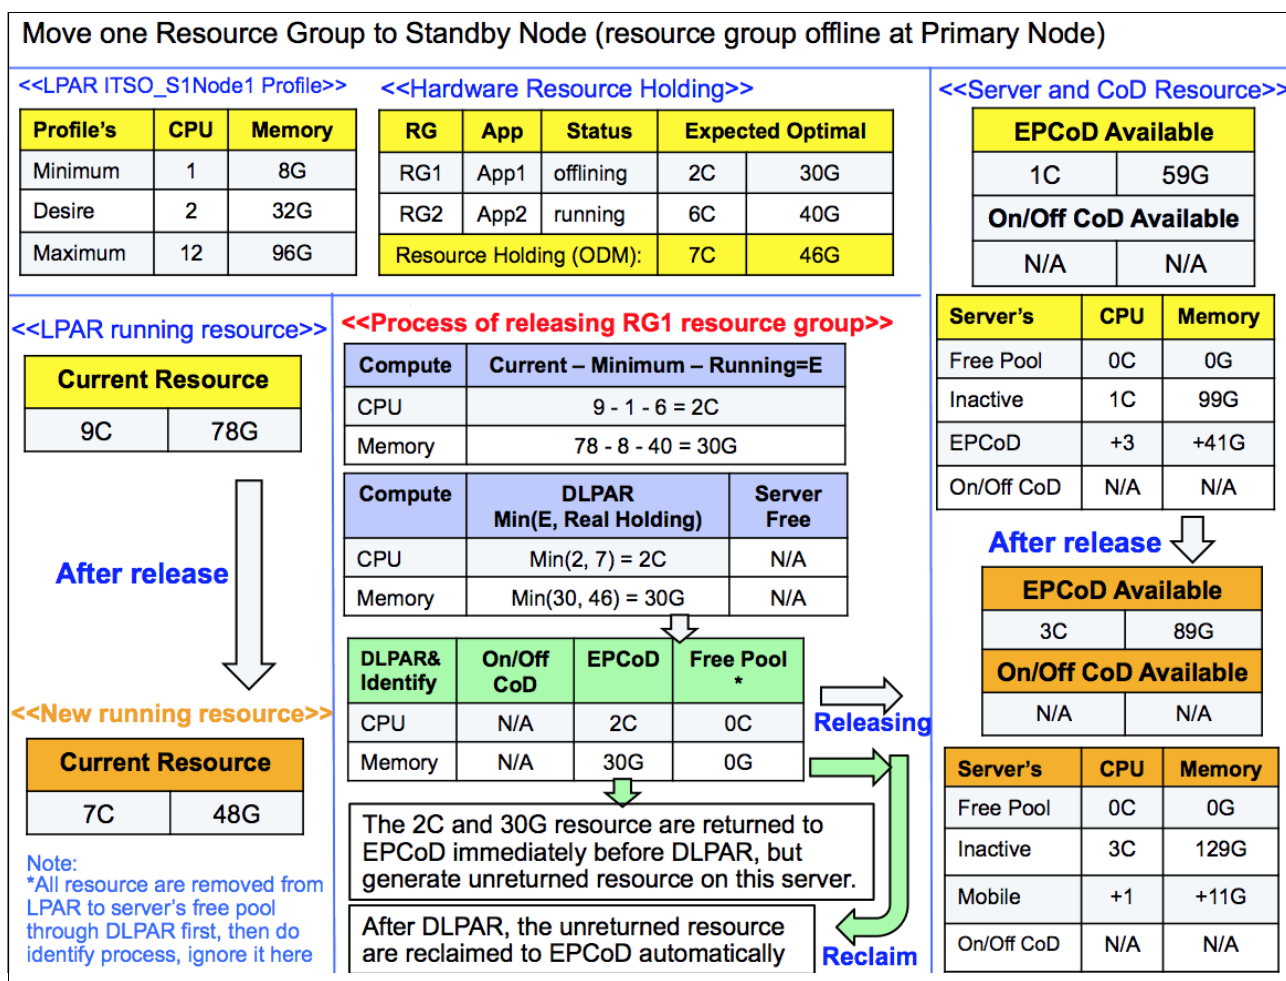 Move one Resource Group to Standby Node (resource group offline at Primary Node)
<<LPAR ITSO_S1Node1 Profile>>
Profile's CPU Memory
Minimum 1 8G
Desire 2 32G
Maximum 12 96G
<<Hardware Resource Holding>>
RG App Status Expected Optimal
RG1 App1 offlining 2C 30G
RG2 App2 running 6C 40G
Resource Holding (ODM): 7C 46G
<<Server and CoD Resource>>
EPCoD Available
1C 59G
On/Off CoD Available
N/A N/A
Server's CPU Memory
Free Pool 0C 0G
Inactive 1C 99G
EPCoD +3 +41G
On/Off CoD N/A N/A
After release
EPCoD Available
3C 89G
On/Off CoD Available
N/A N/A
Server's CPU Memory
Free Pool 0C 0G
Inactive 3C 129G
Mobile +1 +11G
On/Off CoD N/A N/A
<<LPAR running resource>>
Current Resource
9C 78G
After release
<<New running resource>>
Current Resource
7C 48G
Note:
*All resource are removed from
LPAR to server's free pool
through DLPAR first, then do
identify process, ignore it here
<<Process of releasing RG1 resource group>>
Compute Current – Minimum – Running=E
CPU 9 - 1 - 6 = 2C
Memory 78 - 8 - 40 = 30G
Compute DLPAR Server
Min(E, Real Holding) Free
CPU Min(2, 7) = 2C N/A
Memory Min(30, 46) = 30G N/A
DLPAR& On/Off EPCoD Free Pool
Identify CoD *
CPU N/A 2C 0C
Memory N/A 30G 0G
Releasing
The 2C and 30G resource are returned to
EPCoD immediately before DLPAR, but
generate unreturned resource on this server.
After DLPAR, the unreturned resource
are reclaimed to EPCoD automatically
Reclaim